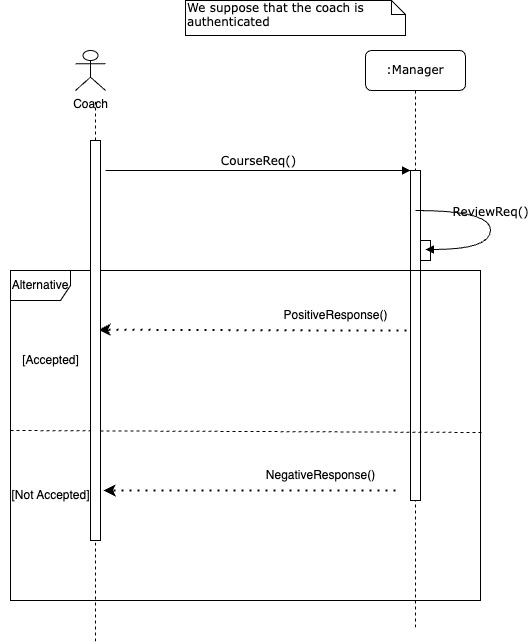 We suppose that the coach is
authenticated
:Manager
Coach
CourseReq()
ReviewReq()
Alternative
PositiveResponse()
[Accepted]
NegativeResponse()
[Not Accepted]